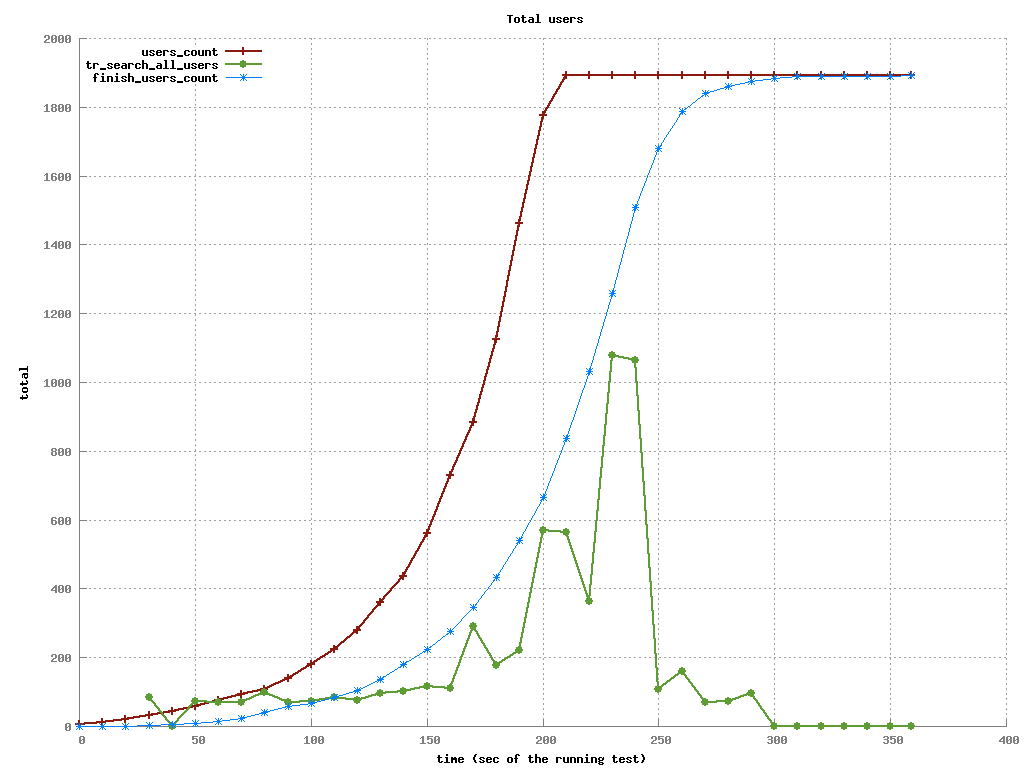 Total users
2000
users_count
tr_search_all_users
finish_users_count
1800
1600
1400
1200
1000
total
800
600
400
200
0
0 50 100 150 200 250 300 350 400
time (sec of the running test)